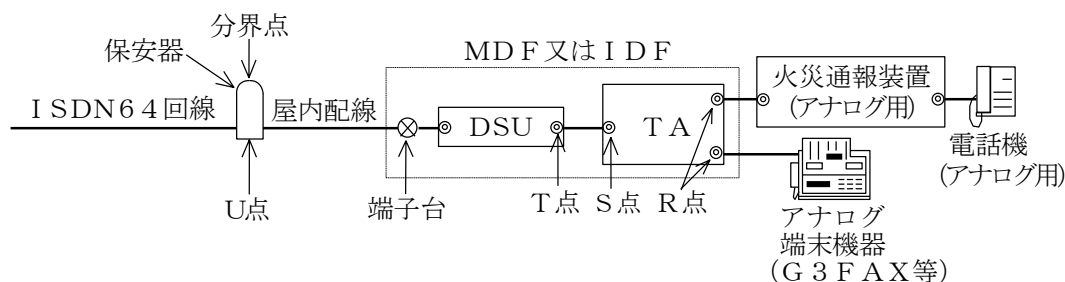 分界点
保安器
MDF又はIDF
ISDN64回線
屋内配線
DSU
TA
火災通報装置
(アナログ用)
電話機
(アナログ用)
U点
端子台
T点
S点
R点
アナログ
端末機器
(G3FAX等)